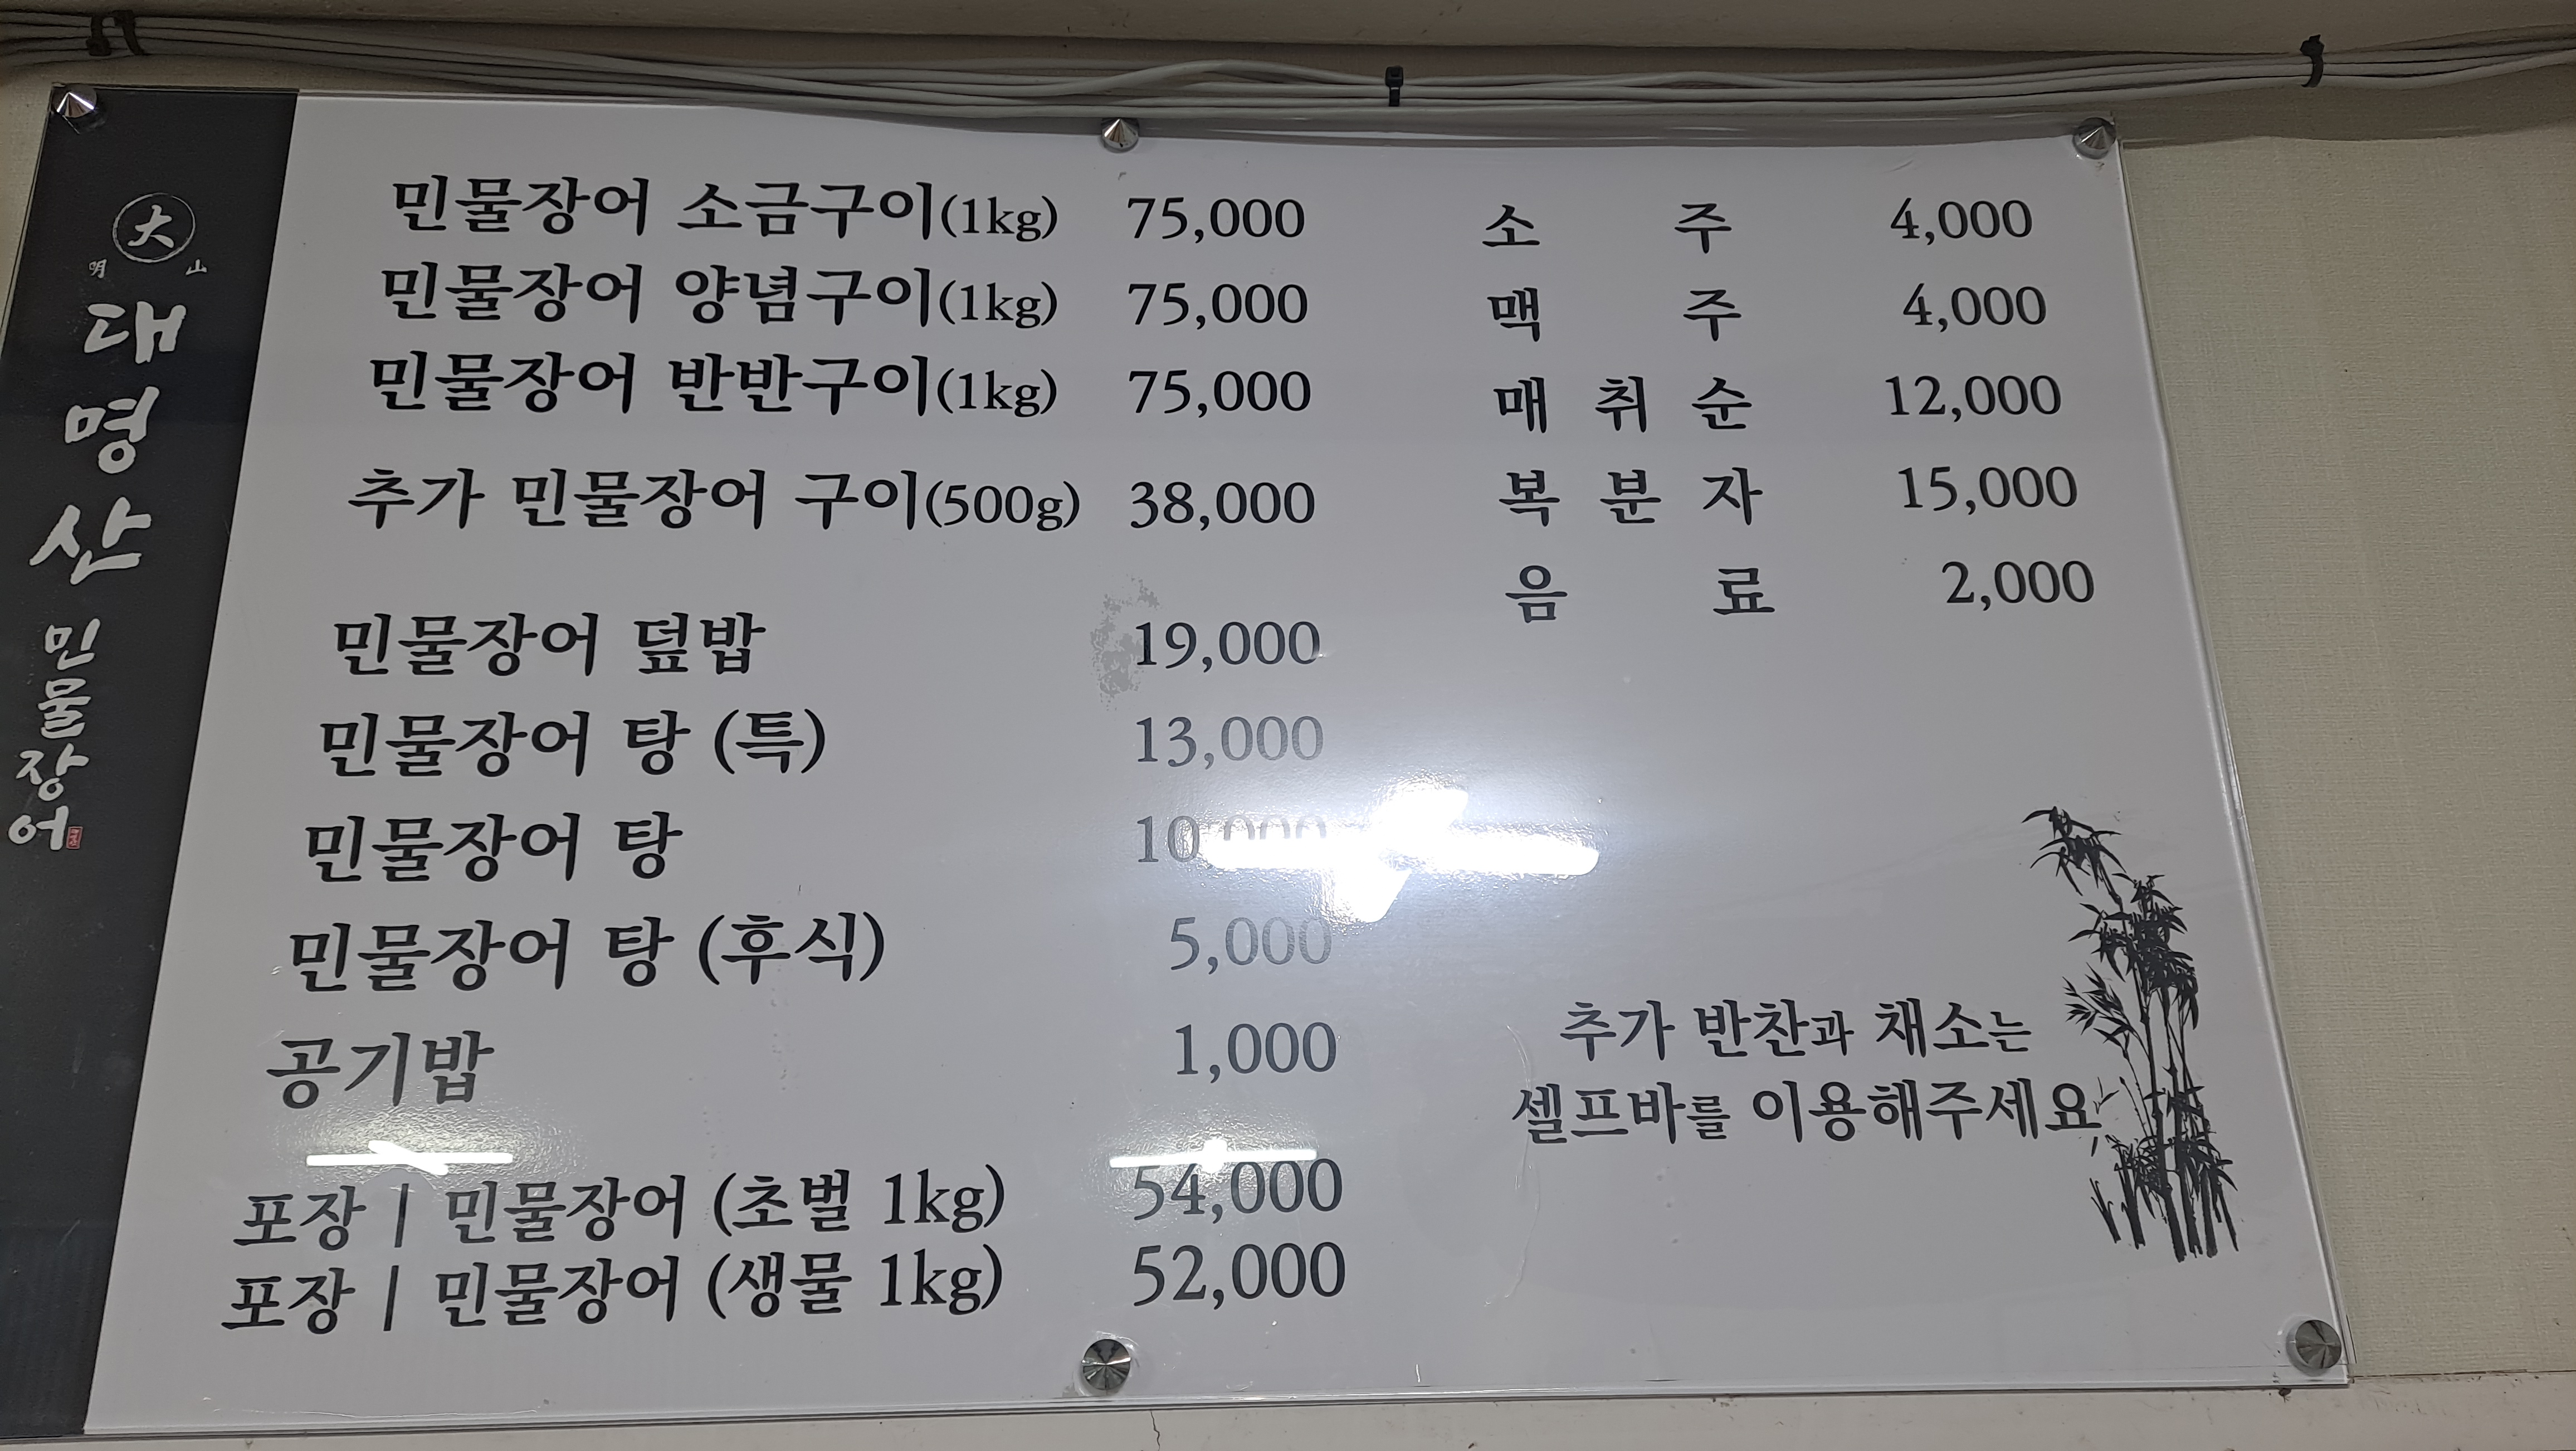 大
明 山
대명산
민물장어
민물장어 소금구이(1kg) 75,000
민물장어 양념구이(1kg) 75,000
민물장어 반반구이(1kg) 75,000
추가 민물장어 구이(500g) 38,000
민물장어 덮밥 19,000
민물장어 탕 (특) 13,000
민물장어 탕 10,000
민물장어 탕 (후식) 5,000
공기밥 1,000
포장 | 민물장어 (초벌 1kg) 54,000
포장 | 민물장어 (생물 1kg) 52,000
소 주 4,000
맥 주 4,000
매 취 순 12,000
복 분 자 15,000
음 료 2,000
추가 반찬과 채소는
셀프바를 이용해주세요